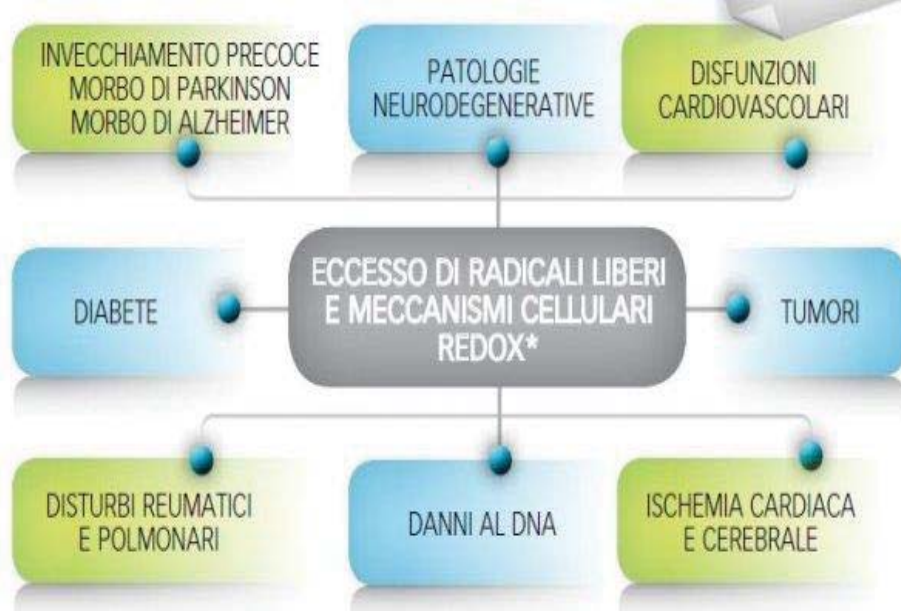 INVECCHIAMENTO PRECOCE
MORBO DI PARKINSON
MORBO DI ALZHEIMER
PATOLOGIE
NEURODEGENERATIVE
DISFUNZIONI
CARDIOVASCOLARI
DIABETE
ECCESSO DI RADICALI LIBERI
E MECCANISMI CELLULARI
REDOX*
TUMORI
DISTURBI REUMATICI
E POLMONARI
DANNI AL DNA
ISCHEMIA CARDIACA
E CEREBRALE